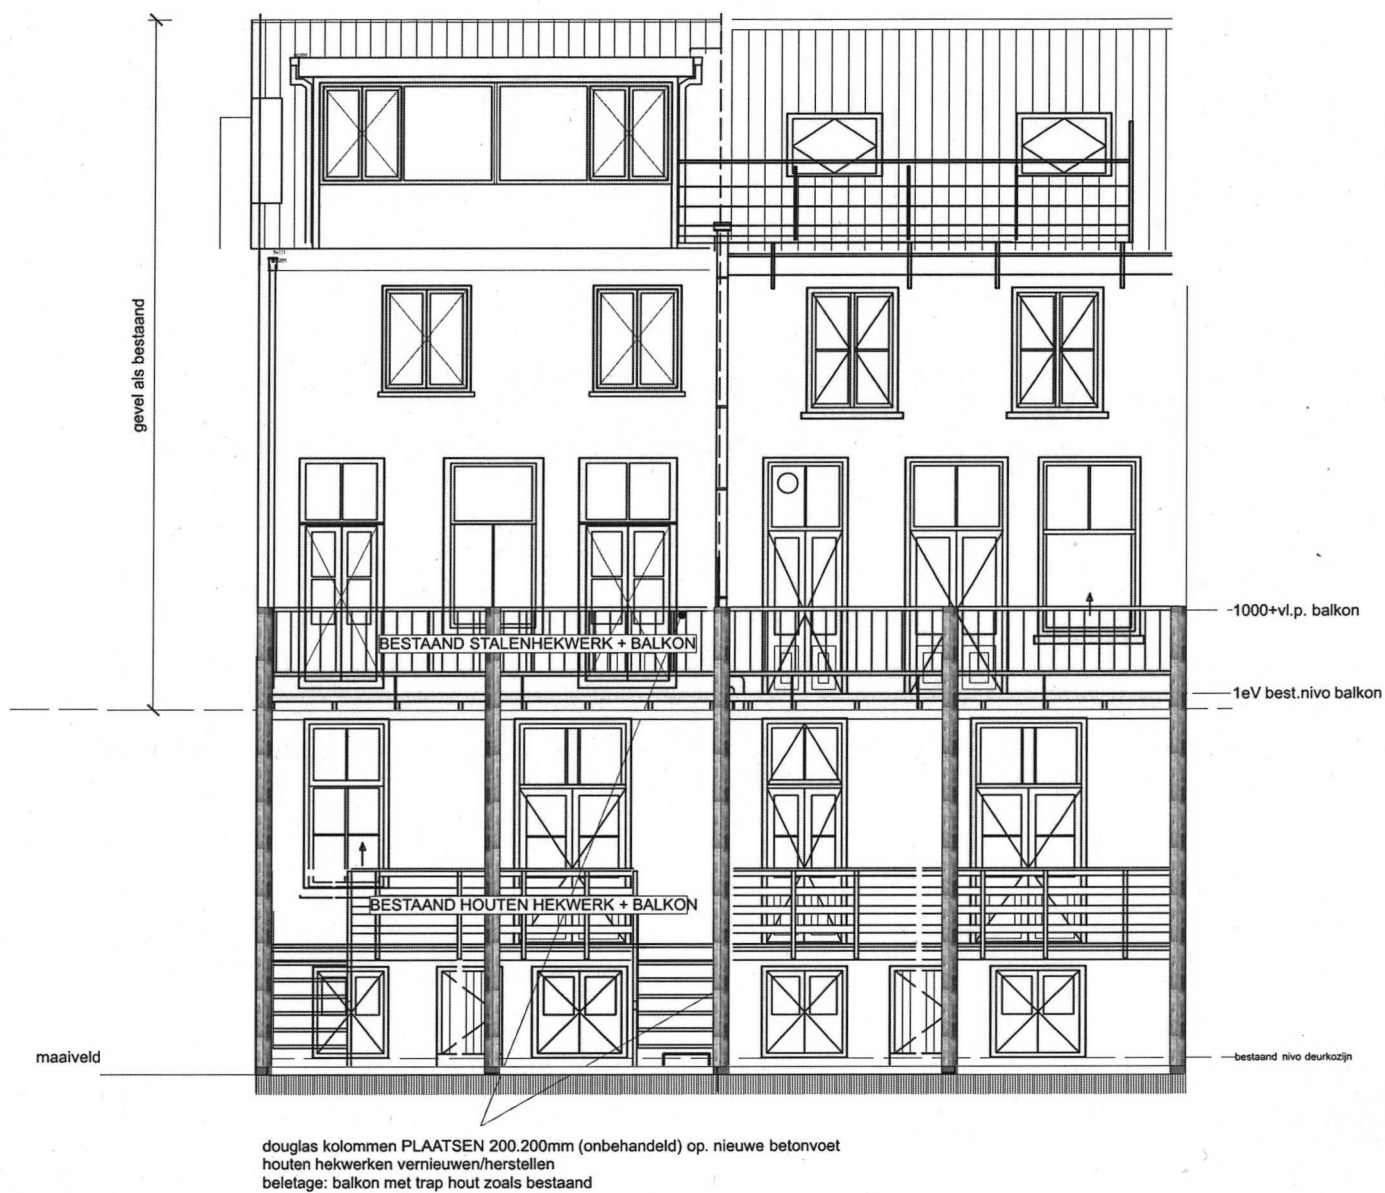 gevel als bestaand
-1000+vl.p. balkon
BESTAAND STALENHEKWERK + BALKON
1eV best.nivo balkon
BESTAAND HOUTEN HEKWERK + BALKON
maaiveld
bestaand nivo deurkozijn
douglas kolommen PLAATSEN 200.200mm (onbehandeld) op. nieuwe betonvoet
houten hekwerken vernieuwen/herstellen
beletage: balkon met trap hout zoals bestaand